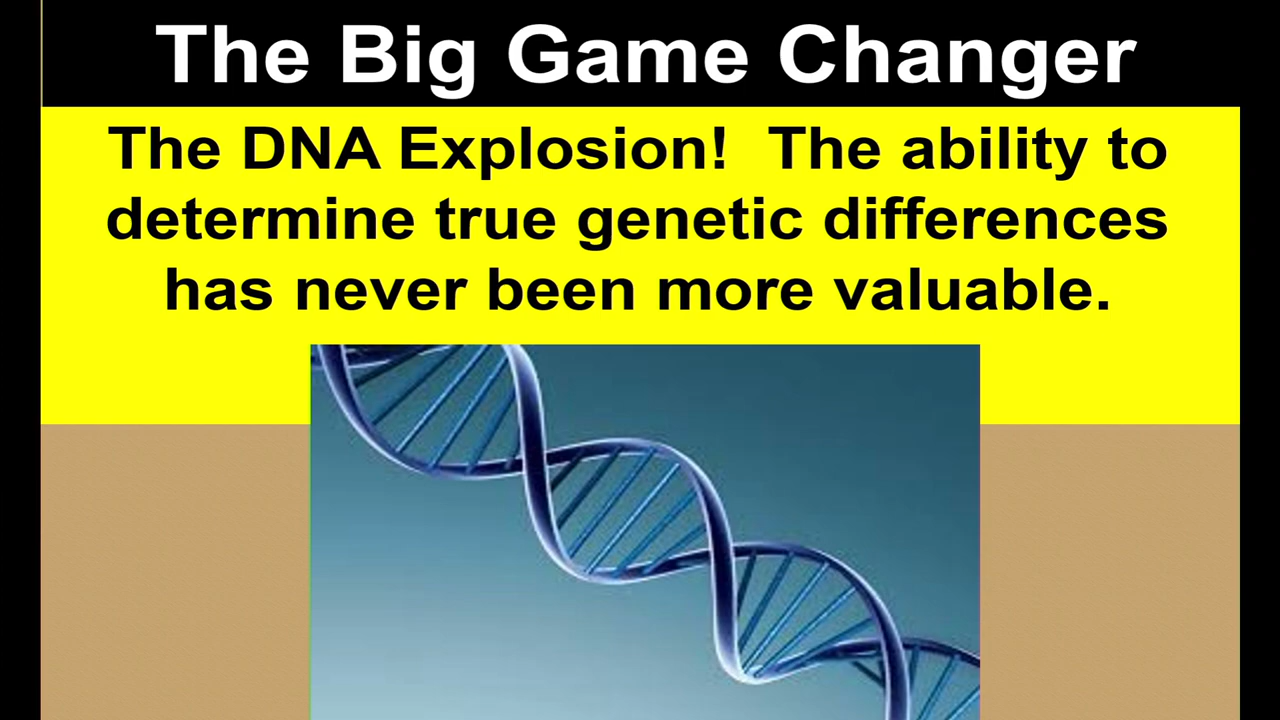 The Big Game Changer
The DNA Explosion!  The ability to
determine true genetic differences
has never been more valuable.